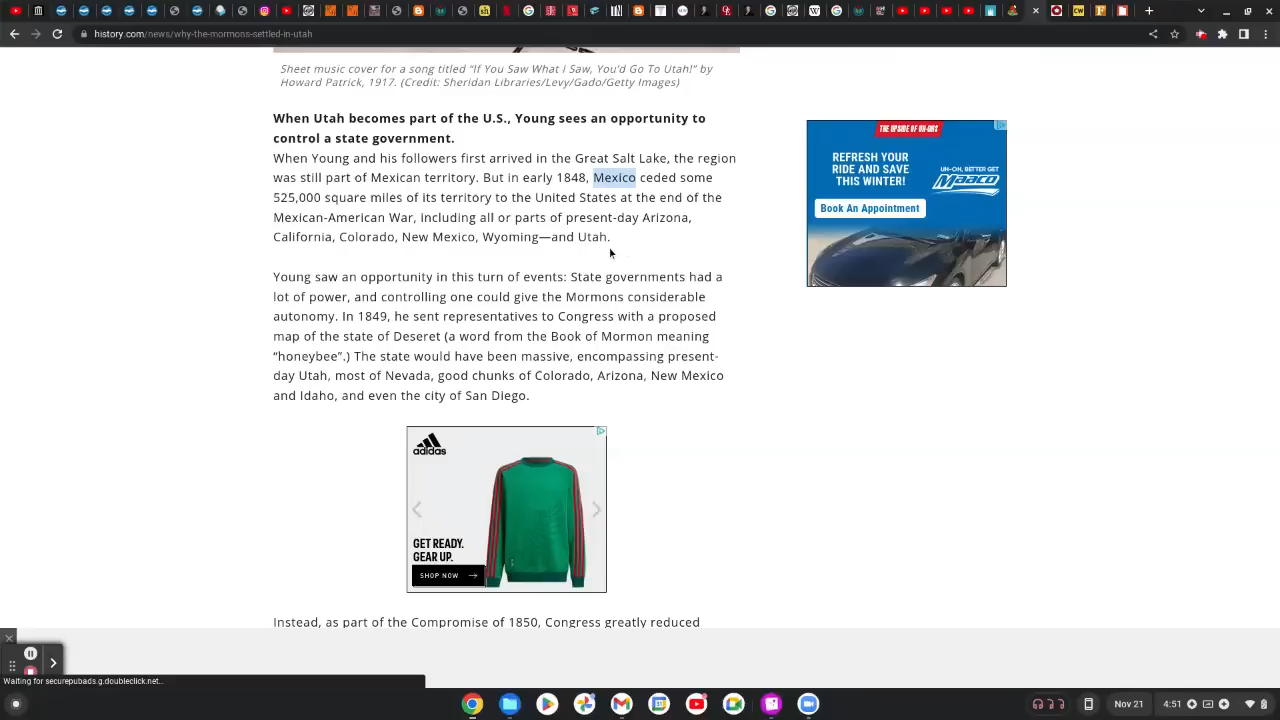 history.com/news/why-the-mormons-settled-in-utah
Sheet music cover for a song titled “If You Saw What I Saw, You’d Go To Utah!” by
Howard Patrick, 1917. (Credit: Sheridan Libraries/Levy/Gado/Getty Images)
When Utah becomes part of the U.S., Young sees an opportunity to
control a state government.
When Young and his followers first arrived in the Great Salt Lake, the region
was still part of Mexican territory. But in early 1848, Mexico ceded some
525,000 square miles of its territory to the United States at the end of the
Mexican-American War, including all or parts of present-day Arizona,
California, Colorado, New Mexico, Wyoming—and Utah.
Young saw an opportunity in this turn of events: State governments had a
lot of power, and controlling one could give the Mormons considerable
autonomy. In 1849, he sent representatives to Congress with a proposed
map of the state of Deseret (a word from the Book of Mormon meaning
“honeybee”.) The state would have been massive, encompassing present-
day Utah, most of Nevada, good chunks of Colorado, Arizona, New Mexico
and Idaho, and even the city of San Diego.
adidas
GET READY.
GEAR UP.
SHOP NOW
Instead, as part of the Compromise of 1850, Congress greatly reduced
THE UPSIDE OF UH-OHS
REFRESH YOUR
RIDE AND SAVE
THIS WINTER!
Book An Appointment
UH-OH, BETTER GET
MAACO
Waiting for securepubads.g.doubleclick.net...
Nov 21
4:51